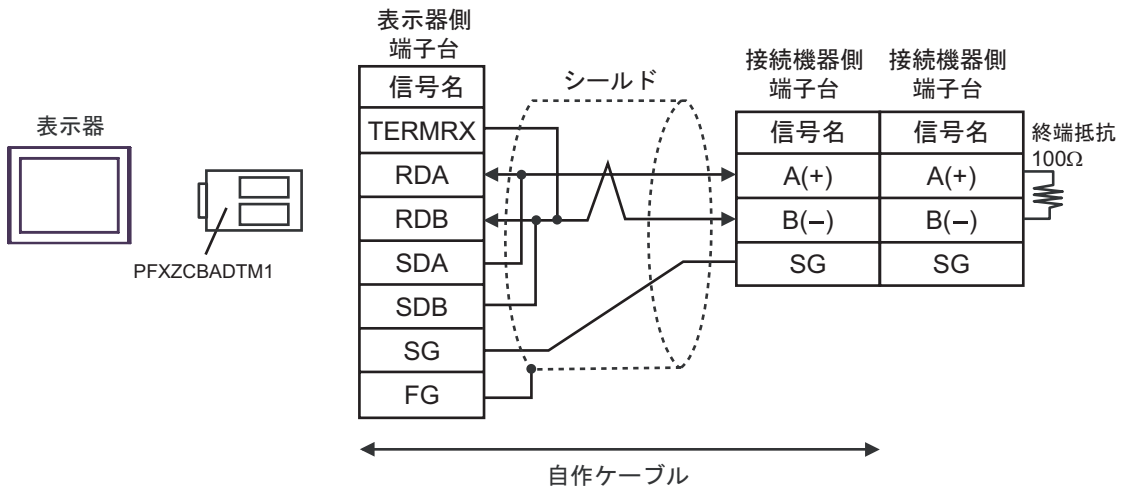 表示器
PFXZCBADTM1
表示器側
端子台
信号名
TERMRX
RDA
RDB
SDA
SDB
SG
FG
シールド
接続機器側
端子台
信号名
A(+)
B(–)
SG
接続機器側
端子台
信号名
A(+)
B(–)
SG
終端抵抗
100Ω
自作ケーブル